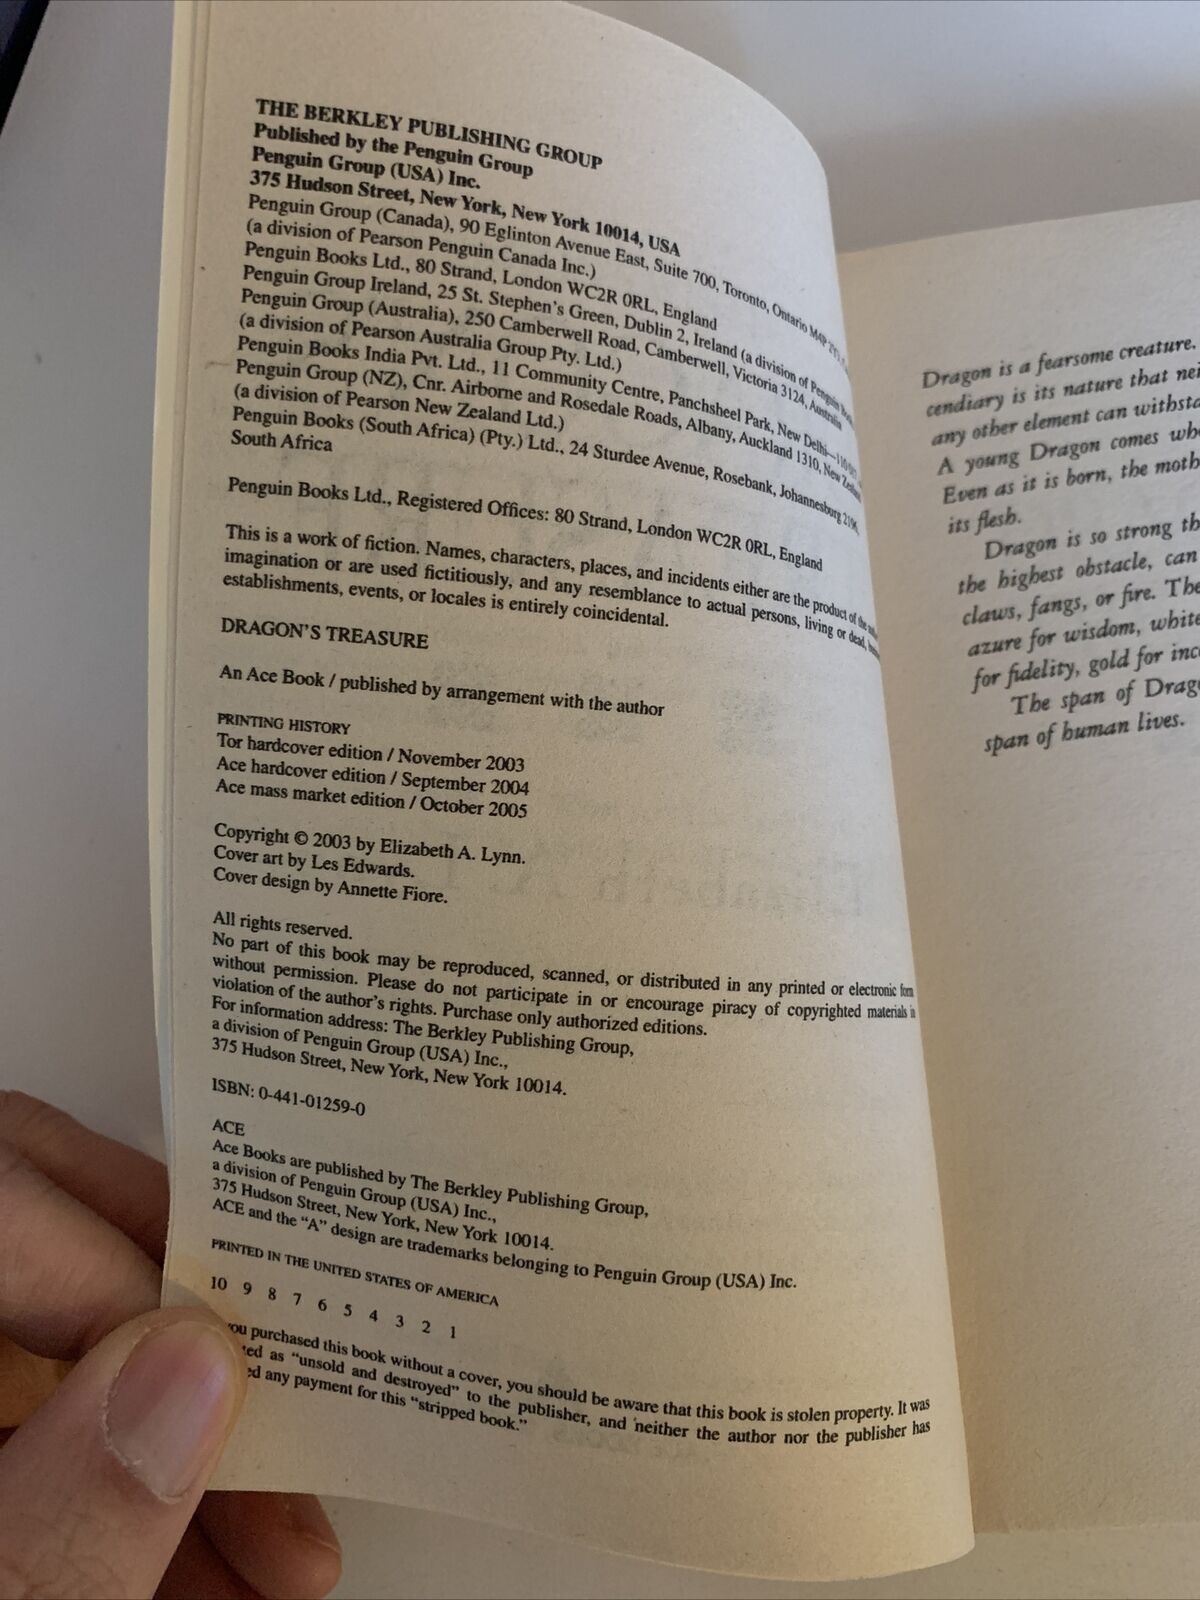 THE BERKLEY PUBLISHING GROUP
Published by the Penguin Group
Penguin Group (USA) Inc.
375 Hudson Street, New York, New York 10014, USA
Penguin Group (Canada), 90 Eglinton Avenue East, Suite 700, Toronto, Ontario M4P
(a division of Pearson Penguin Canada Inc.)
Penguin Books Ltd., 80 Strand, London WC2R 0RL, England
Penguin Group Ireland, 25 St. Stephen's Green, Dublin 2, Ireland (a division of Penguin
Penguin Group (Australia), 250 Camberwell Road, Camberwell, Victoria 3124, Australia
(a division of Pearson Australia Group Pty. Ltd.)
Penguin Books India Pvt. Ltd., 11 Community Centre, Panchsheel Park, New Delhi—110
Penguin Group (NZ), Cnr. Airborne and Rosedale Roads, Albany, Auckland 1310, New
(a division of Pearson New Zealand Ltd.)
Penguin Books (South Africa) (Pty.) Ltd., 24 Sturdee Avenue, Rosebank, Johannesburg 2196,
South Africa
Penguin Books Ltd., Registered Offices: 80 Strand, London WC2R 0RL, England
This is a work of fiction. Names, characters, places, and incidents either are the product of the
imagination or are used fictitiously, and any resemblance to actual persons, living or dead,
establishments, events, or locales is entirely coincidental.
DRAGON'S TREASURE
An Ace Book / published by arrangement with the author
PRINTING HISTORY
Tor hardcover edition / November 2003
Ace hardcover edition / September 2004
Ace mass market edition / October 2005
Copyright © 2003 by Elizabeth A. Lynn.
Cover art by Les Edwards.
Cover design by Annette Fiore.
All rights reserved.
No part of this book may be reproduced, scanned, or distributed in any printed or electronic form
without permission. Please do not participate in or encourage piracy of copyrighted materials in
violation of the author's rights. Purchase only authorized editions.
For information address: The Berkley Publishing Group,
a division of Penguin Group (USA) Inc.,
375 Hudson Street, New York, New York 10014.
ISBN: 0-441-01259-0
ACE
Ace Books are published by The Berkley Publishing Group,
a division of Penguin Group (USA) Inc.,
375 Hudson Street, New York, New York 10014.
ACE and the "A" design are trademarks belonging to Penguin Group (USA) Inc.
PRINTED IN THE UNITED STATES OF AMERICA
10 9 8 7 6 5 4 3 2 1
you purchased this book without a cover, you should be aware that this book is stolen property. It was
ted as "unsold and destroyed" to the publisher, and neither the author nor the publisher has
ed any payment for this "stripped book."
Dragon is a fearsome creature.
cendiary is its nature that nei
any other element can withsta
A young Dragon comes whe
Even as it is born, the moth
its flesh.
Dragon is so strong th
the highest obstacle, can
claws, fangs, or fire. The
azure for wisdom, white
for fidelity, gold for inc
The span of Drag
span of human lives.